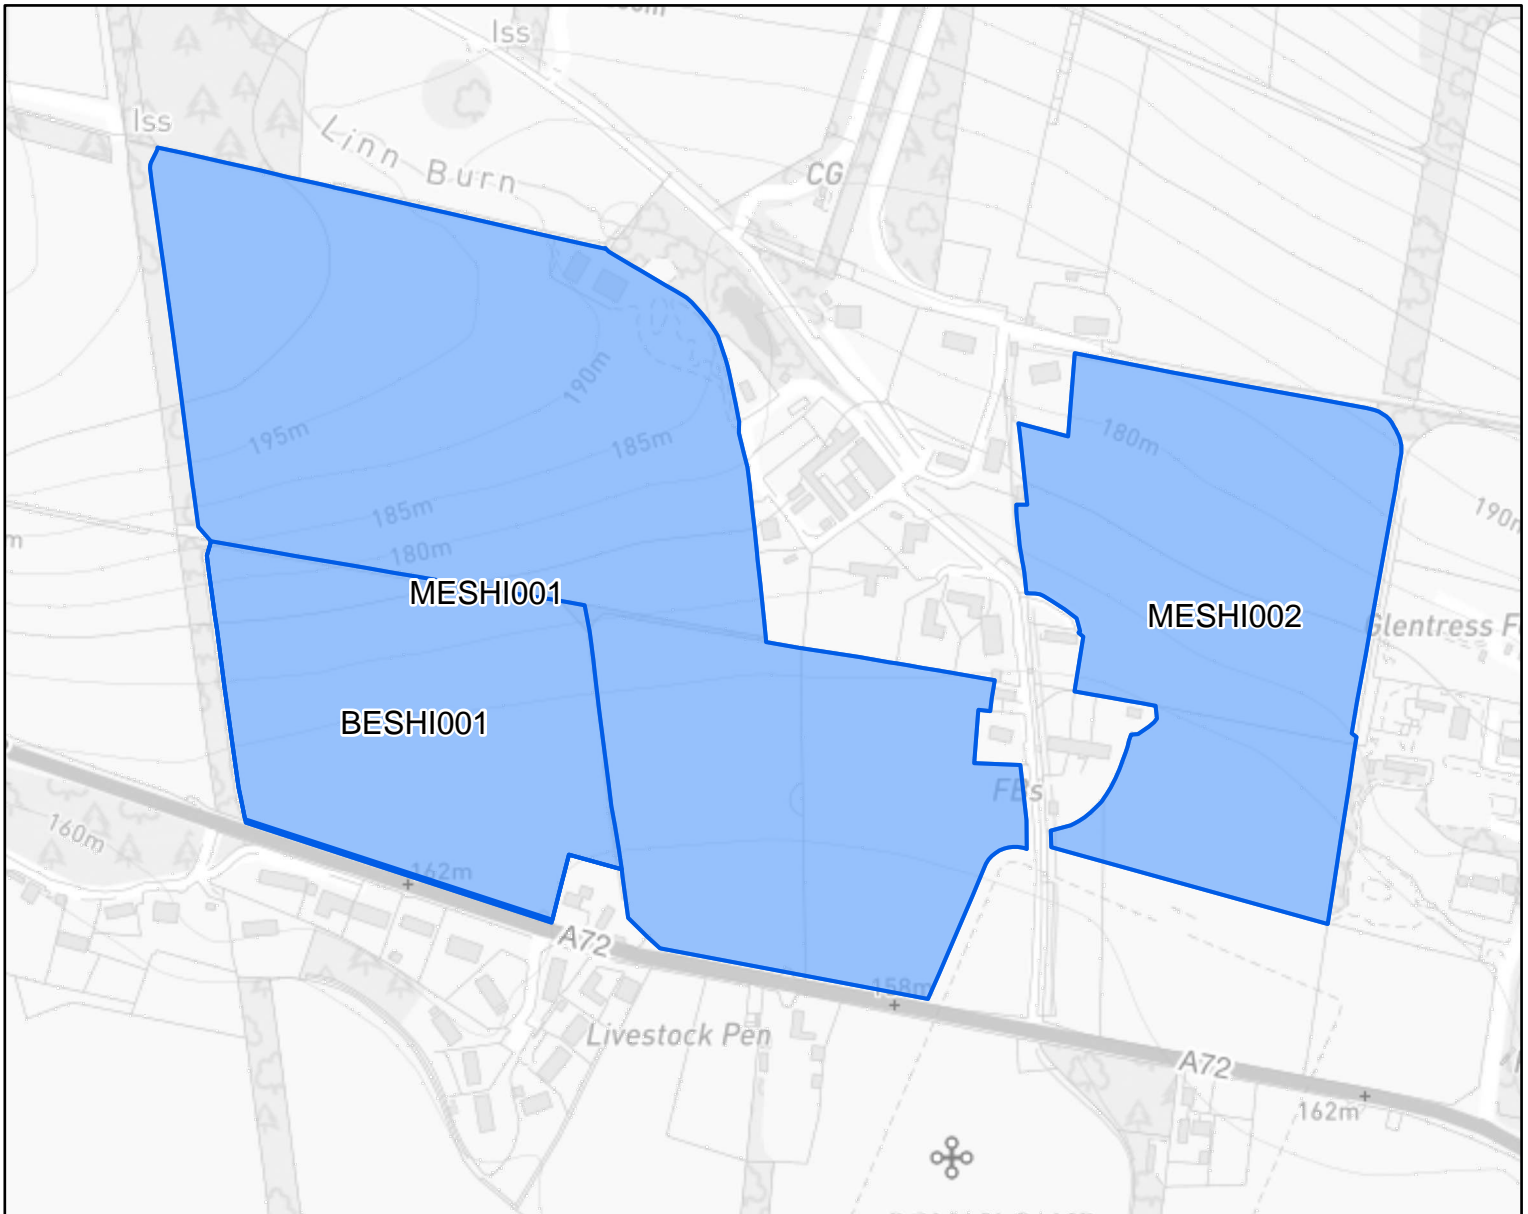 Iss
Iss
Linn Burn
CG
190m
180m
195m
185m
185m
190m
180m
MESHI001
MESHI002
Glentress F
BESHI001
FBs
160m
162m
A72
158m
Livestock Pen
A72
162m